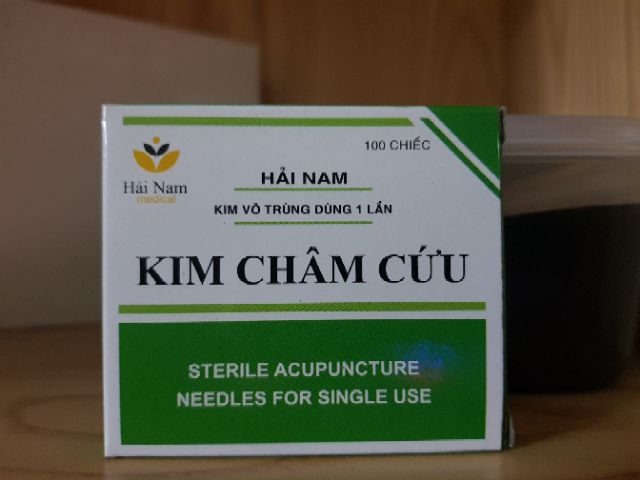 100 CHIẾC
Hải Nam
medical
HẢI NAM
KIM VÔ TRÙNG DÙNG 1 LẦN
KIM CHÂM CỨU
STERILE ACUPUNCTURE
NEEDLES FOR SINGLE USE